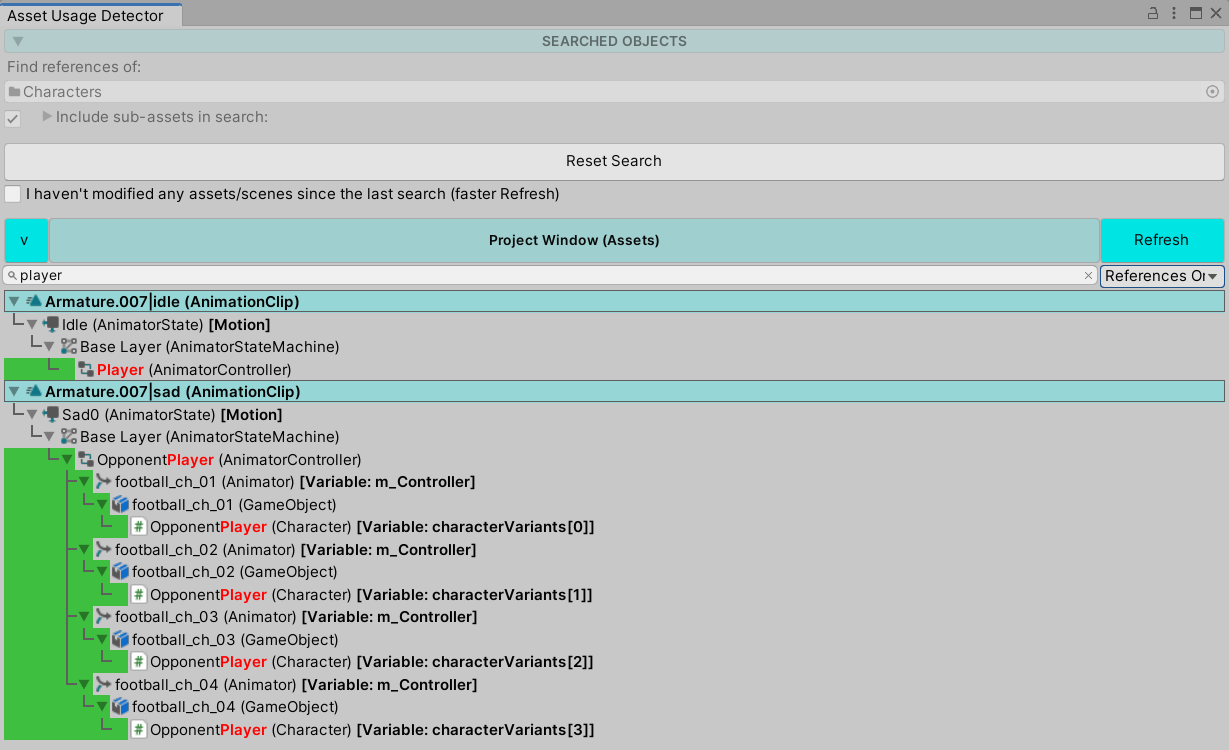 Asset Usage Detector
SEARCHED OBJECTS
Find references of:
Characters
Include sub-assets in search:
Reset Search
I haven't modified any assets/scenes since the last search (faster Refresh)
v
Project Window (Assets)
Refresh
player
References Or
Armature.007|idle (AnimationClip)
Idle (AnimatorState) [Motion]
Base Layer (AnimatorStateMachine)
Player (AnimatorController)
Armature.007|sad (AnimationClip)
Sad0 (AnimatorState) [Motion]
Base Layer (AnimatorStateMachine)
OpponentPlayer (AnimatorController)
football_ch_01 (Animator) [Variable: m_Controller]
football_ch_01 (GameObject)
# OpponentPlayer (Character) [Variable: characterVariants[0]]
football_ch_02 (Animator) [Variable: m_Controller]
football_ch_02 (GameObject)
# OpponentPlayer (Character) [Variable: characterVariants[1]]
football_ch_03 (Animator) [Variable: m_Controller]
football_ch_03 (GameObject)
# OpponentPlayer (Character) [Variable: characterVariants[2]]
football_ch_04 (Animator) [Variable: m_Controller]
football_ch_04 (GameObject)
# OpponentPlayer (Character) [Variable: characterVariants[3]]